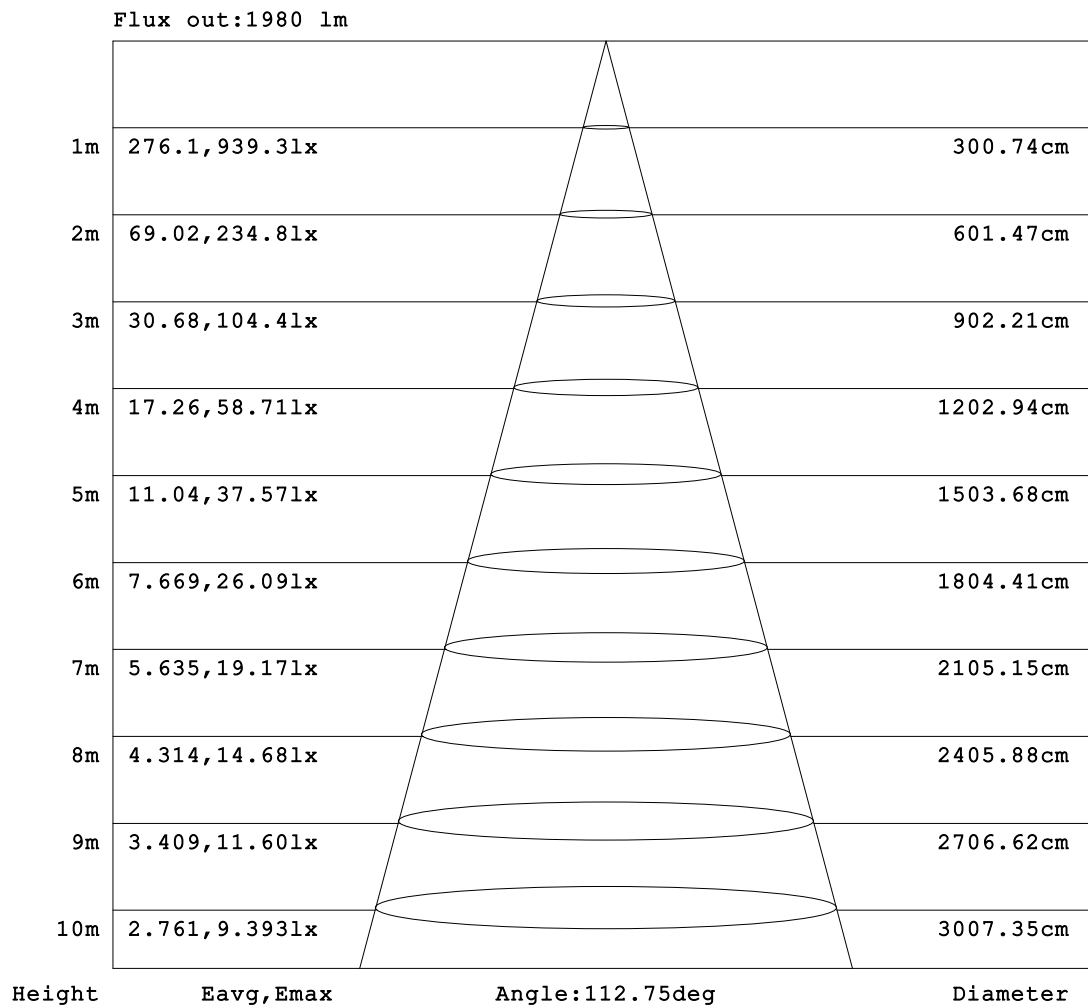 Flux out:1980 lm
1m 276.1,939.3lx 300.74cm
2m 69.02,234.8lx 601.47cm
3m 30.68,104.4lx 902.21cm
4m 17.26,58.71lx 1202.94cm
5m 11.04,37.57lx 1503.68cm
6m 7.669,26.09lx 1804.41cm
7m 5.635,19.17lx 2105.15cm
8m 4.314,14.68lx 2405.88cm
9m 3.409,11.60lx 2706.62cm
10m 2.761,9.393lx 3007.35cm
Height Eavg,Emax Angle:112.75deg Diameter